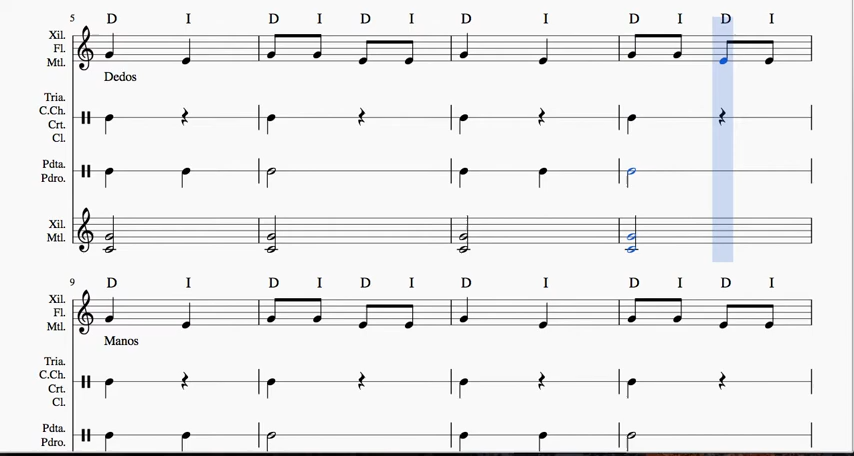 5 D I D I D I D I D I D I
Xil.
Fl.
Mtl.
Dedos
Tria.
C.Ch.
Crt.
Cl.
Pdta.
Pdro.
Xil.
Mtl.
9 D I D I D I D I D I D I
Xil.
Fl.
Mtl.
Manos
Tria.
C.Ch.
Crt.
Cl.
Pdta.
Pdro.